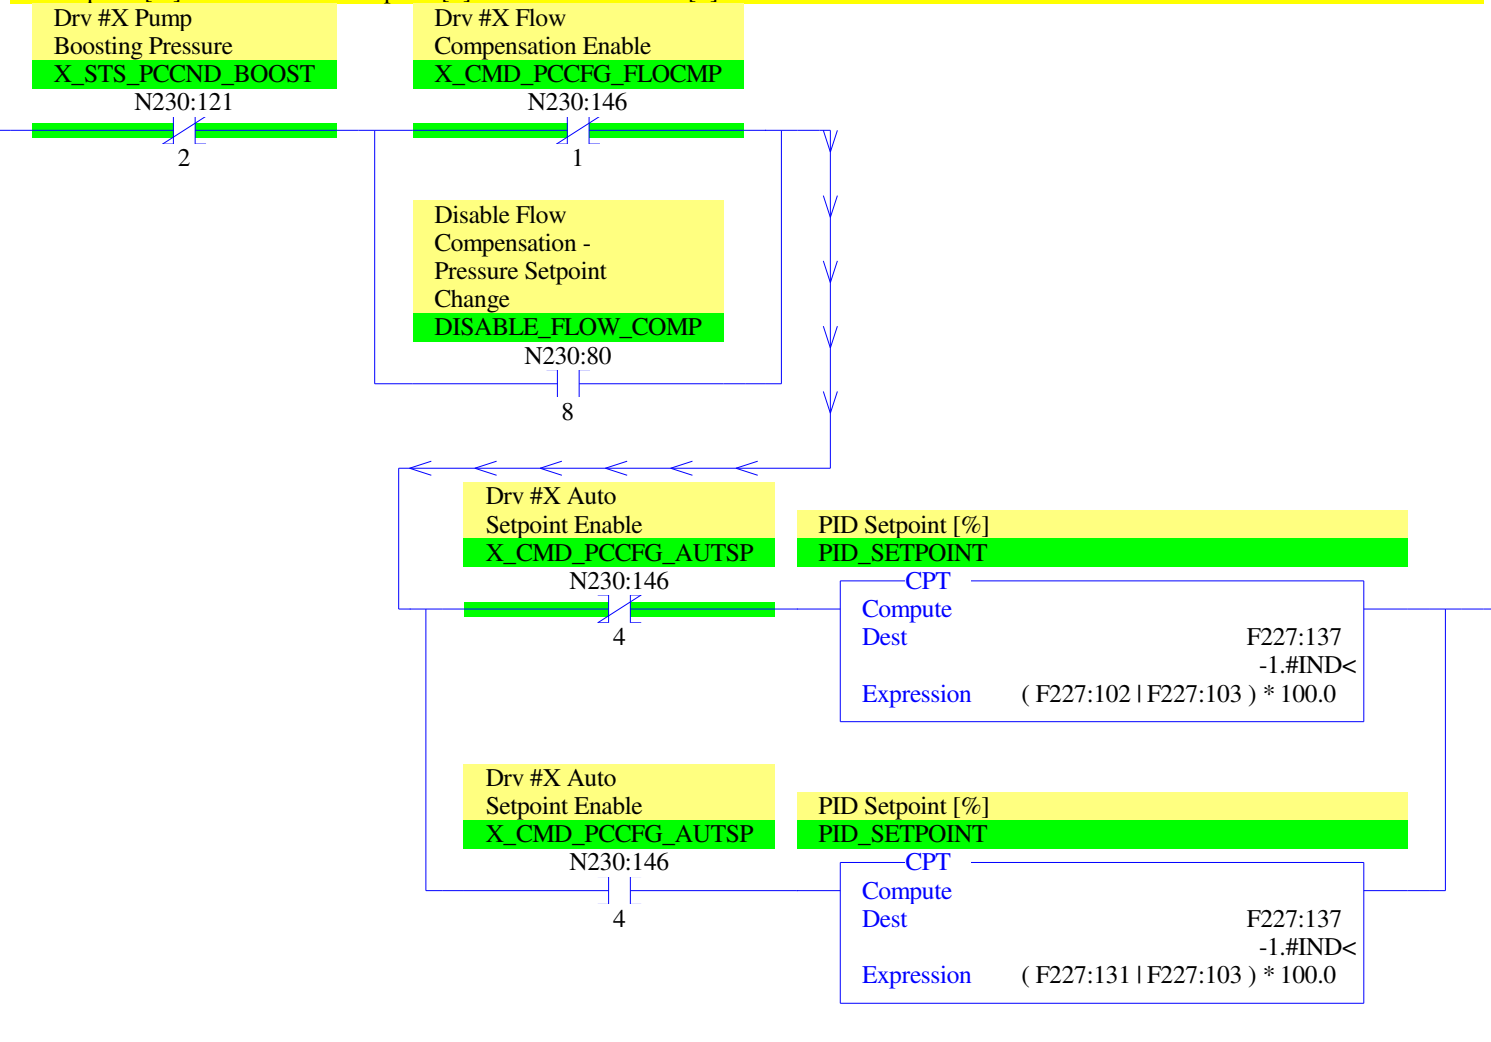 Drv #X Pump
Boosting Pressure
X_STS_PCCND_BOOST
N230:121
2
Drv #X Flow
Compensation Enable
X_CMD_PCCFG_FLOCMP
N230:146
1
Disable Flow
Compensation -
Pressure Setpoint
Change
DISABLE_FLOW_COMP
N230:80
8
Drv #X Auto
Setpoint Enable
X_CMD_PCCFG_AUTSP
N230:146
4
PID Setpoint [%]
PID_SETPOINT
CPT
Compute
Dest F227:137
-1.#IND<
Expression ( F227:102 | F227:103 ) * 100.0
Drv #X Auto
Setpoint Enable
X_CMD_PCCFG_AUTSP
N230:146
4
PID Setpoint [%]
PID_SETPOINT
CPT
Compute
Dest F227:137
-1.#IND<
Expression ( F227:131 | F227:103 ) * 100.0